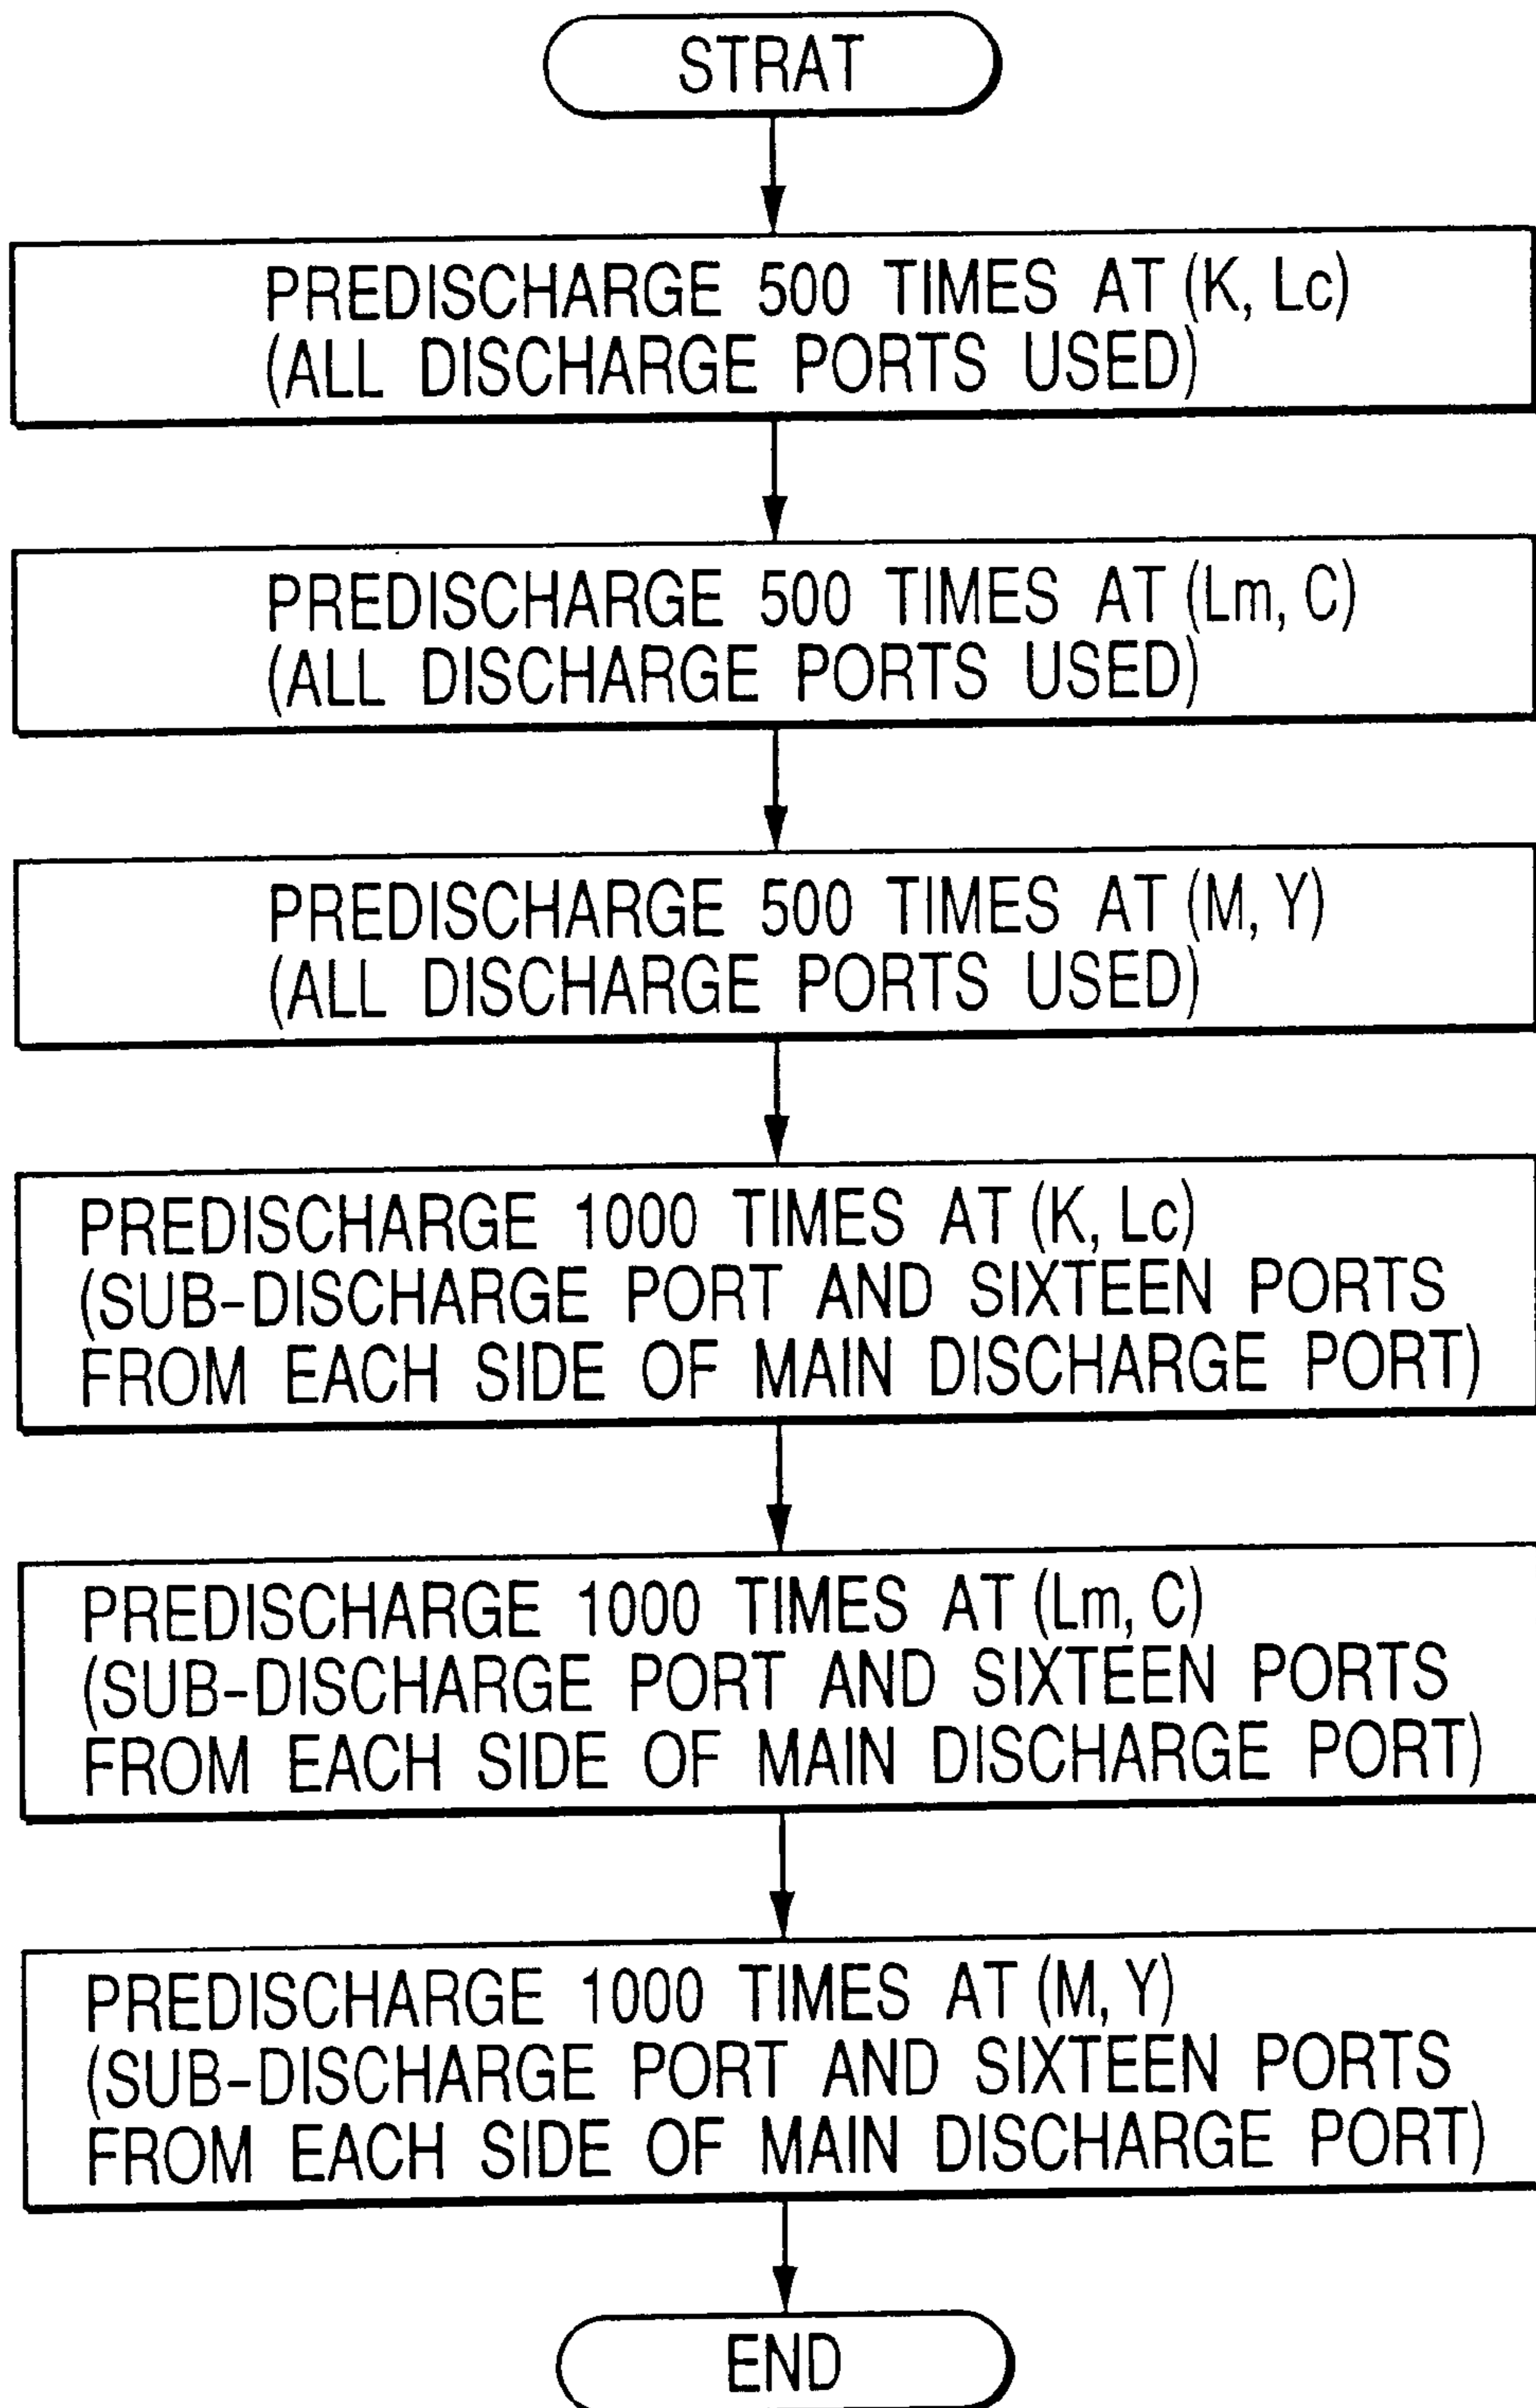 STRAT
PREDISCHARGE 500 TIMES AT (K, Lc)
(ALL DISCHARGE PORTS USED)
PREDISCHARGE 500 TIMES AT (Lm, C)
(ALL DISCHARGE PORTS USED)
PREDISCHARGE 500 TIMES AT (M, Y)
(ALL DISCHARGE PORTS USED)
PREDISCHARGE 1000 TIMES AT (K, Lc)
(SUB-DISCHARGE PORT AND SIXTEEN PORTS
FROM EACH SIDE OF MAIN DISCHARGE PORT)
PREDISCHARGE 1000 TIMES AT (Lm, C)
(SUB-DISCHARGE PORT AND SIXTEEN PORTS
FROM EACH SIDE OF MAIN DISCHARGE PORT)
PREDISCHARGE 1000 TIMES AT (M, Y)
(SUB-DISCHARGE PORT AND SIXTEEN PORTS
FROM EACH SIDE OF MAIN DISCHARGE PORT)
END